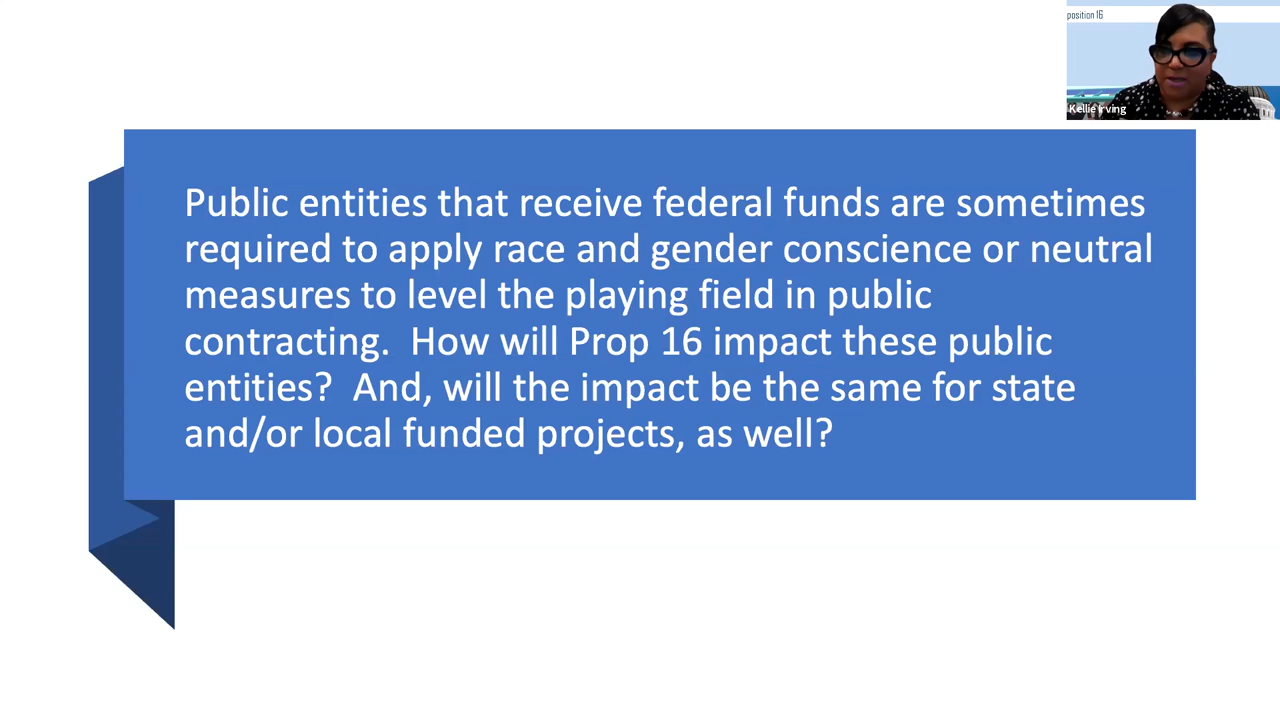 position 16
Kellie Irving
Public entities that receive federal funds are sometimes
required to apply race and gender conscience or neutral
measures to level the playing field in public
contracting.  How will Prop 16 impact these public
entities?  And, will the impact be the same for state
and/or local funded projects, as well?